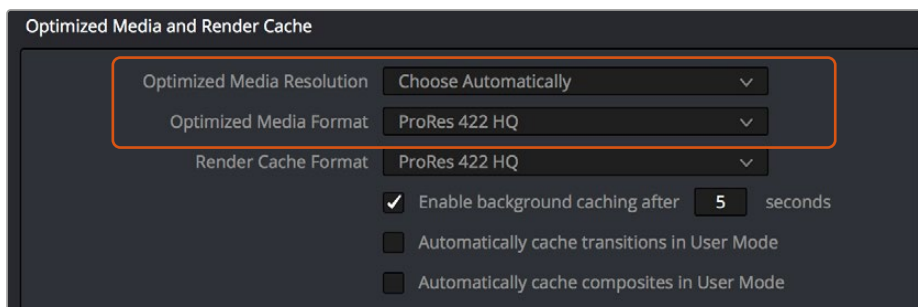 Optimized Media and Render Cache
Optimized Media Resolution Choose Automatically
Optimized Media Format ProRes 422 HQ
Render Cache Format ProRes 422 HQ
Enable background caching after 5 seconds
Automatically cache transitions in User Mode
Automatically cache composites in User Mode